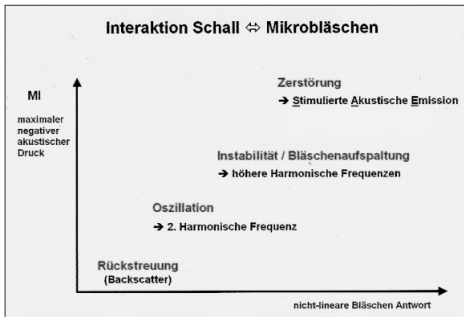 Interaktion Schall ⇔ Mikrobläschen
Zerstörung
➔ Stimulierte Akustische Emission
MI
maximaler
negativer
akustischer
Druck
Instabilität / Bläschenaufspaltung
➔ höhere Harmonische Frequenzen
Oszillation
➔ 2. Harmonische Frequenz
Rückstreuung
(Backscatter)
nicht-lineare Bläschen Antwort